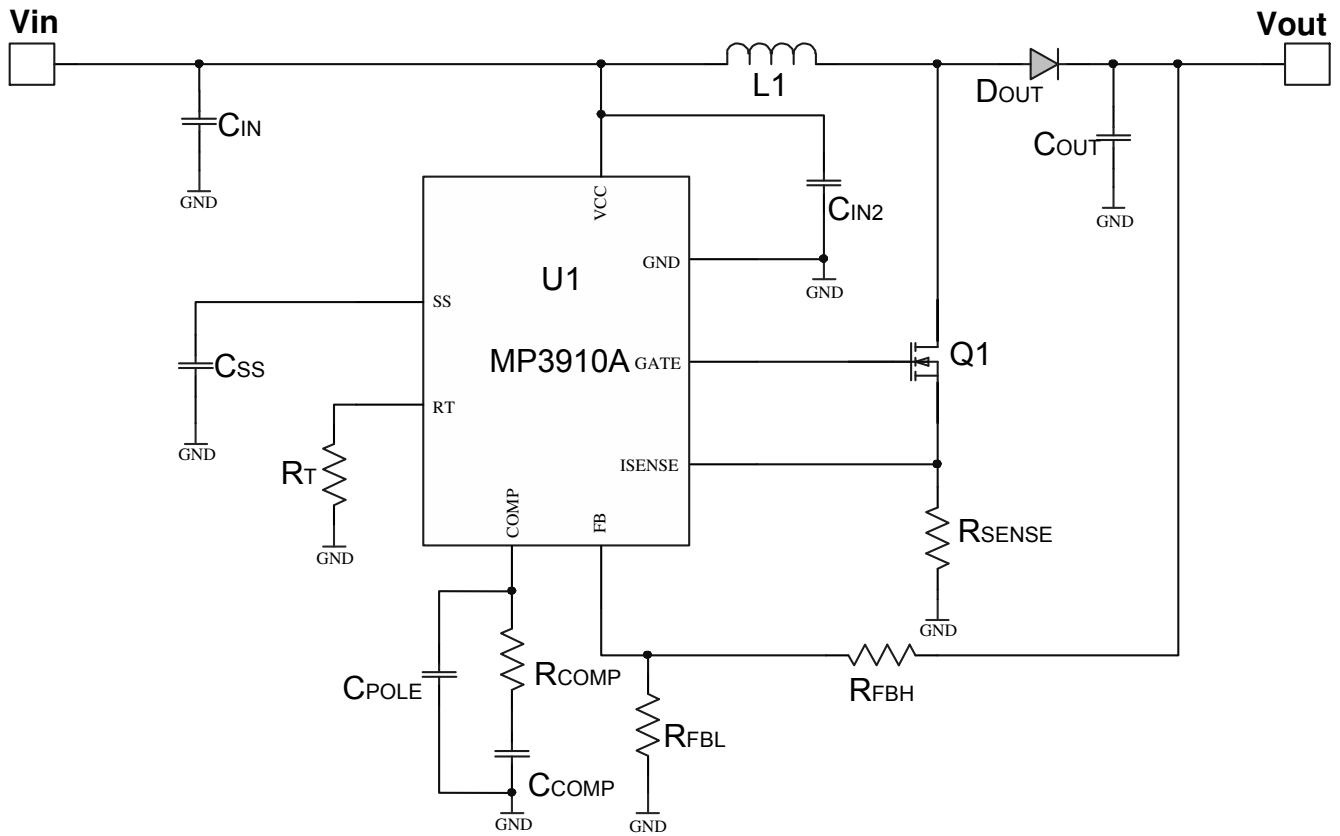 Vin
Vout
L1
DOUT
CIN
COUT
GND
VCC
CIN2
GND
GND
U1
GND
SS
MP3910A
GATE
Q1
CSS
RT
GND
RT
ISENSE
COMP
FB
RSENSE
GND
GND
CPOLE
RCOMP
RFBH
RFBL
CCOMP
GND
GND